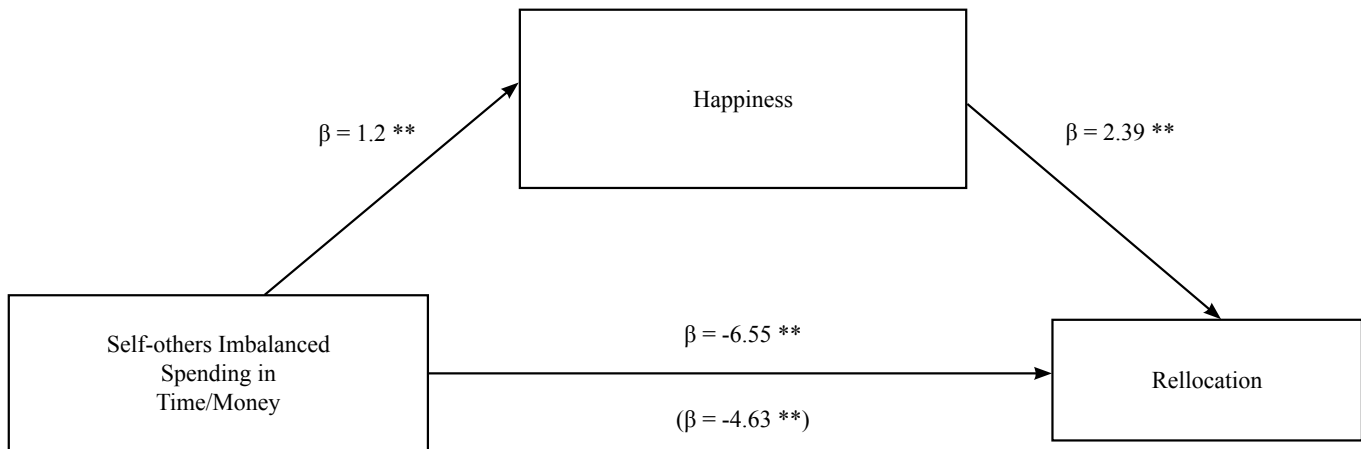 Happiness
β = 1.2 **
β = 2.39 **
Self-others Imbalanced
Spending in
Time/Money
β = -6.55 **
(β = -4.63 **)
Rellocation